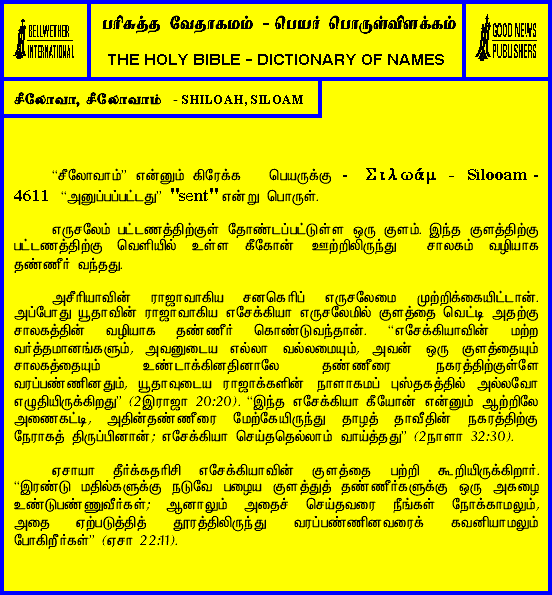 BELLWETHER
INTERNATIONAL
பரிசுத்த வேதாகமம் - பெயர் பொருள்விளக்கம்
THE HOLY BIBLE - DICTIONARY OF NAMES
GOOD NEWS
PUBLISHERS
சீலோவா, சீலோவாம் - SHILOAH, SILOAM
“சீலோவாம்” என்னும் கிரேக்க பெயருக்கு - Σιλωάμ - Silooam -
4611 “அனுப்பப்பட்டது” "sent" என்று பொருள்.
எருசலேம் பட்டணத்திற்குள் தோண்டப்பட்டுள்ள ஒரு குளம். இந்த குளத்திற்கு
பட்டணத்திற்கு வெளியில் உள்ள கீகோன் ஊற்றிலிருந்து சாலகம் வழியாக
தண்ணீர் வந்தது.
அசீரியாவின் ராஜாவாகிய சனகெரிப் எருசலேமை முற்றிக்கையிட்டான்.
அப்போது யூதாவின் ராஜாவாகிய எசேக்கியா எருசலேமில் குளத்தை வெட்டி அதற்கு
சாலகத்தின் வழியாக தண்ணீர் கொண்டுவந்தான். “எசேக்கியாவின் மற்ற
வர்த்தமானங்களும், அவனுடைய எல்லா வல்லமையும், அவன் ஒரு குளத்தையும்
சாலகத்தையும் உண்டாக்கினதினாலே தண்ணீரை நகரத்திற்குள்ளே
வரப்பண்ணினதும், யூதாவுடைய ராஜாக்களின் நாளாகமப் புஸ்தகத்தில் அல்லவோ
எழுதியிருக்கிறது” (2இராஜா 20:20). “இந்த எசேக்கியா கீயோன் என்னும் ஆற்றிலே
அணைகட்டி, அதின்தண்ணீரை மேற்கேயிருந்து தாழத் தாவீதின் நகரத்திற்கு
நேராகத் திருப்பினான்; எசேக்கியா செய்ததெல்லாம் வாய்த்தது” (2நாளா 32:30).
ஏசாயா தீர்க்கதரிசி எசேக்கியாவின் குளத்தை பற்றி கூறியிருக்கிறார்.
“இரண்டு மதில்களுக்கு நடுவே பழைய குளத்துத் தண்ணீர்களுக்கு ஒரு அகழை
உண்டுபண்ணுவீர்கள்; ஆனாலும் அதைச் செய்தவரை நீங்கள் நோக்காமலும்,
அதை ஏற்படுத்தித் தூரத்திலிருந்து வரப்பண்ணினவரைக் கவனியாமலும்
போகிறீர்கள்” (ஏசா 22:11).